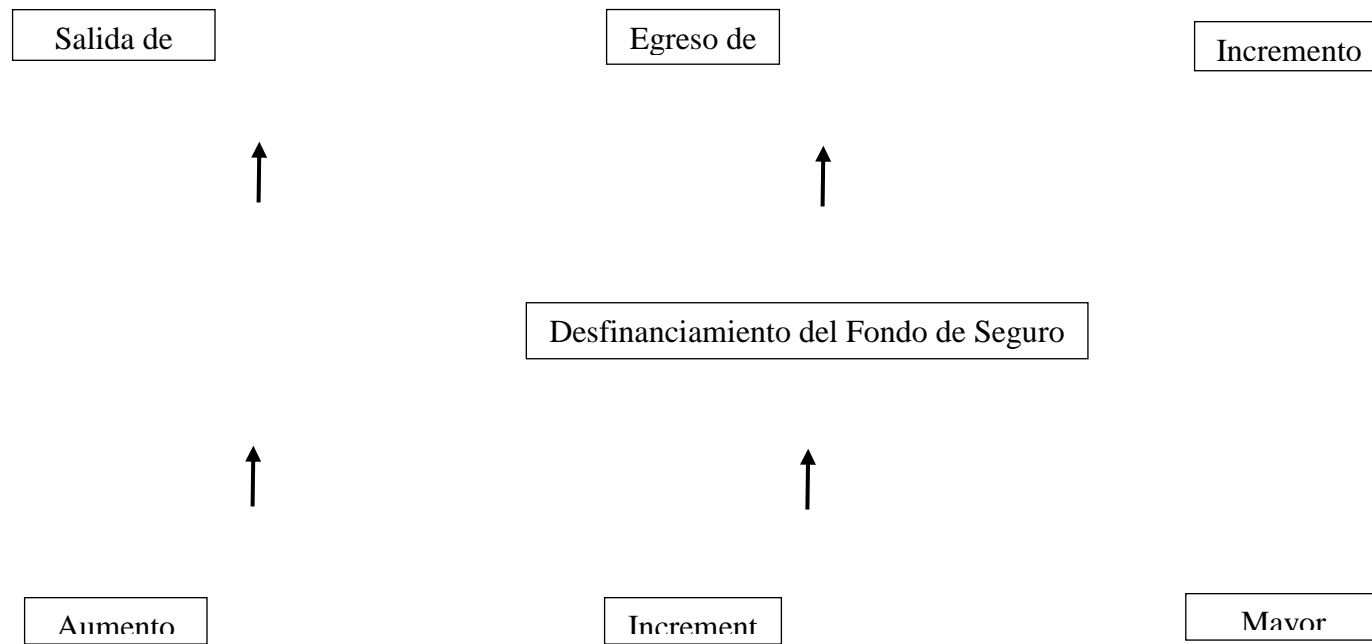 Salida de
Egreso de
Incremento
Desfinanciamiento del Fondo de Seguro
Aumento
Increment
Mayor